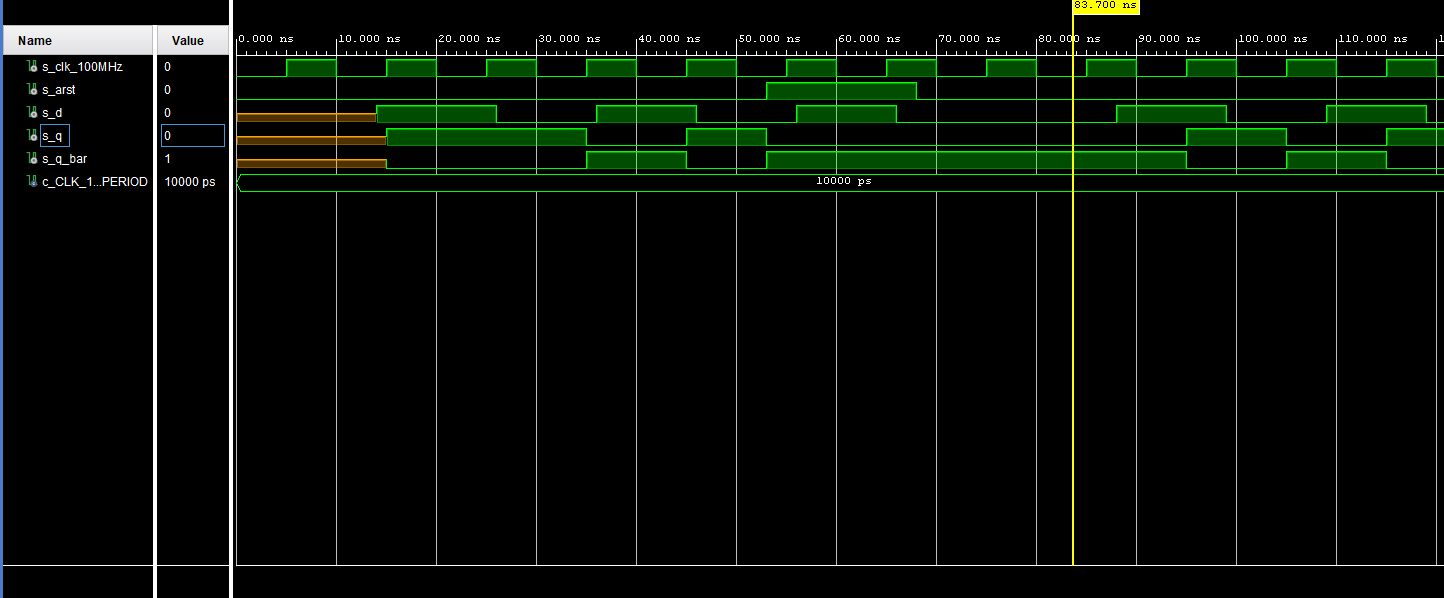 83.700 ns
Name Value
0.000 ns 10.000 ns 20.000 ns 30.000 ns 40.000 ns 50.000 ns 60.000 ns 70.000 ns 80.000 ns 90.000 ns 100.000 ns 110.000 ns 1
s_clk_100MHz 0
s_arst 0
s_d 0
s_q 0
s_q_bar 1
c_CLK_1...PERIOD 10000 ps 10000 ps